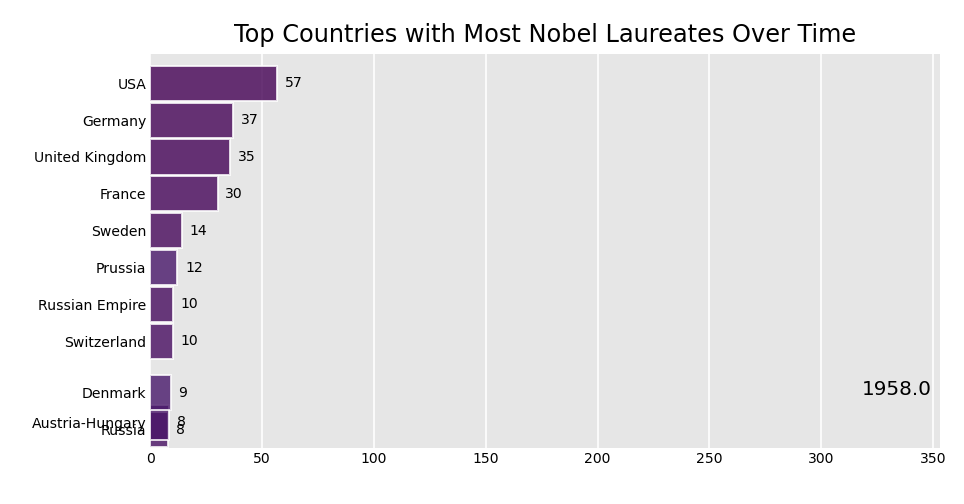 Top Countries with Most Nobel Laureates Over Time
USA 57
Germany 37
United Kingdom 35
France 30
Sweden 14
Prussia 12
Russian Empire 10
Switzerland 10
Denmark 9
1958.0
Austria-Hungary 8
Russia 8
0 50 100 150 200 250 300 350